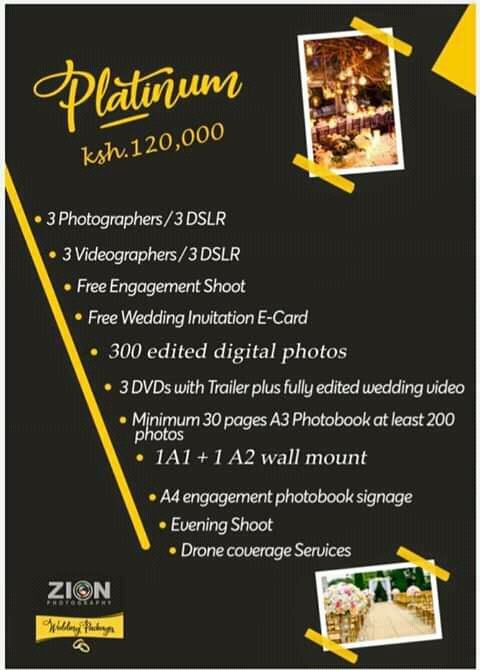 Platinum
ksh.120,000
• 3 Photographers / 3 DSLR
• 3 Videographers / 3 DSLR
• Free Engagement Shoot
• Free Wedding Invitation E-Card
• 300 edited digital photos
• 3 DVDs with Trailer plus fully edited wedding video
• Minimum 30 pages A3 Photobook at least 200
photos
• 1A1 + 1 A2 wall mount
• A4 engagement photobook signage
• Evening Shoot
• Drone coverage Services
ZION
PHOTOGRAPHY
Wedding Packages